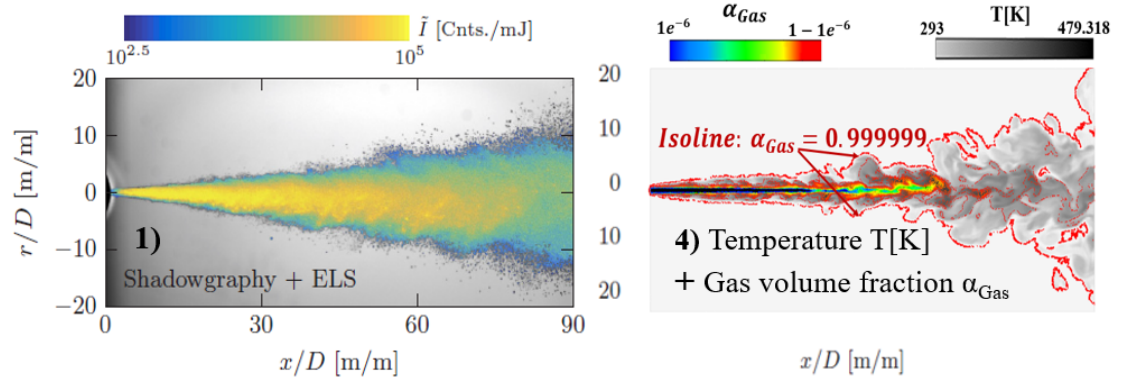 Ĩ [Cnts./mJ]
10^2.5 10^5
20
10
0
−10
−20
r/D [m/m]
1)
Shadowgraphy + ELS
0 30 60 90
x/D [m/m]
α_Gas
1e^−6 1 − 1e^−6
T[K]
293 479.318
20
10
0
10
20
Isoline: α_Gas = 0.999999
4) Temperature T[K]
+ Gas volume fraction α_Gas
x/D [m/m]